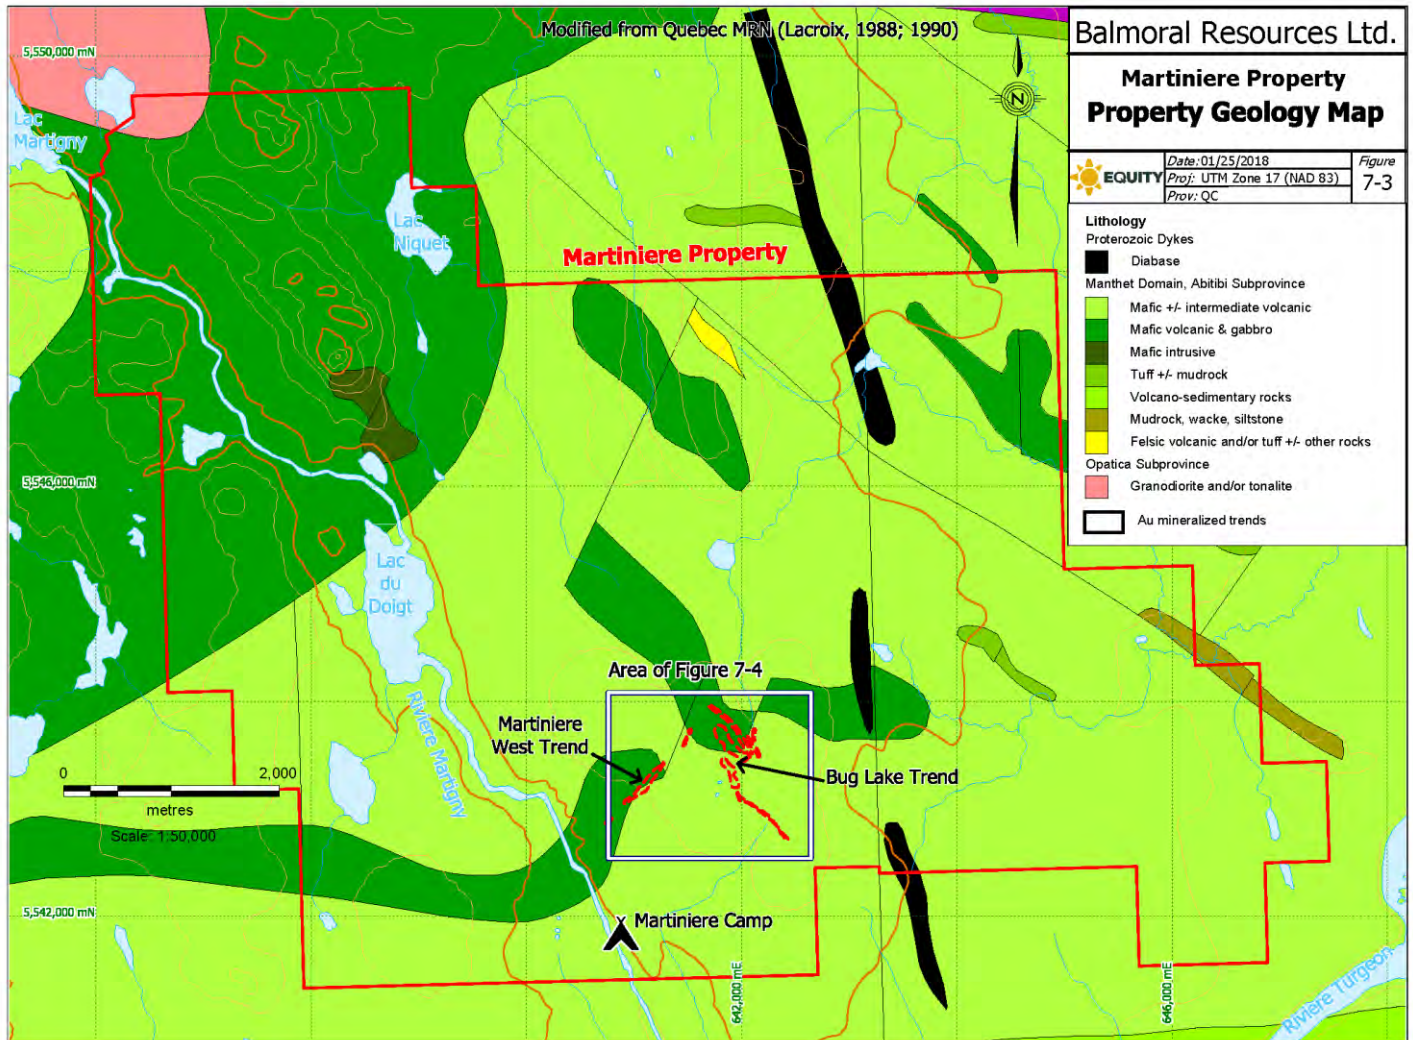 Modified from Quebec MRN (Lacroix, 1988; 1990)
Balmoral Resources Ltd.
Martiniere Property
Property Geology Map
EQUITY
Date: 01/25/2018
Proj: UTM Zone 17 (NAD 83)
Prov: QC
Figure
7-3
Lithology
Proterozoic Dykes
Diabase
Manthet Domain, Abitibi Subprovince
Mafic +/- intermediate volcanic
Mafic volcanic & gabbro
Mafic intrusive
Tuff +/- mudrock
Volcano-sedimentary rocks
Mudrock, wacke, siltstone
Felsic volcanic and/or tuff +/- other rocks
Opatica Subprovince
Granodiorite and/or tonalite
Au mineralized trends
5,550,000 mN
Lac
Martigny
N
Lac
Niquet
Martiniere Property
5,546,000 mN
Lac
du
Doigt
Area of Figure 7-4
Martiniere
West Trend
Rivière Martigny
Bug Lake Trend
0 2,000
metres
Scale: 1:50,000
5,542,000 mN
x
Martiniere Camp
642,000 mE
646,000 mE
Rivière Turgeon